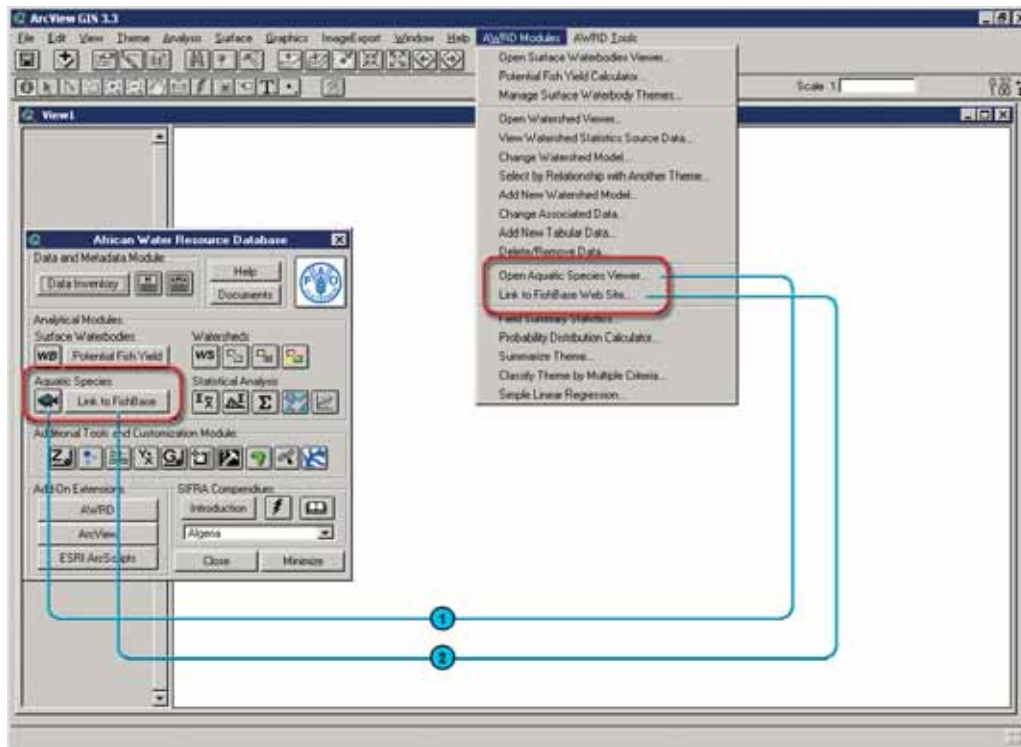 ArcView GIS 3.3
File Edit View Theme Analysis Surface Graphics ImageExport Window Help AWRD Modules AWRD Tools
Scale 1:
View1
Open Surface Waterbodies Viewer...
Potential Fish Yield Calculator...
Manage Surface Waterbody Themes...
Open Watershed Viewer...
View Watershed Statistics Source Data...
Change Watershed Model...
Select by Relationship with Another Theme...
Add New Watershed Model...
Change Associated Data...
Add New Tabular Data...
Delete/Remove Data...
Open Aquatic Species Viewer...
Link to FishBase Web Site...
Field Summary Statistics...
Probability Distribution Calculator...
Summarize Theme...
Classify Theme by Multiple Criteria...
Simple Linear Regression...
African Water Resource Database
Data and Metadata Module:
Data Inventory
Help
Documents
Analytical Modules:
Surface Waterbodies
Watersheds
WB Potential Fish Yield
WS
Aquatic Species
Statistical Analysis
Link to FishBase
Σ
Additional Tools and Customization Module:
Add-On Extensions
SIFRA Compendium
AWRD
Introduction
ArcView
Algeria
ESRI ArcScripts
Close
Minimize
1
2